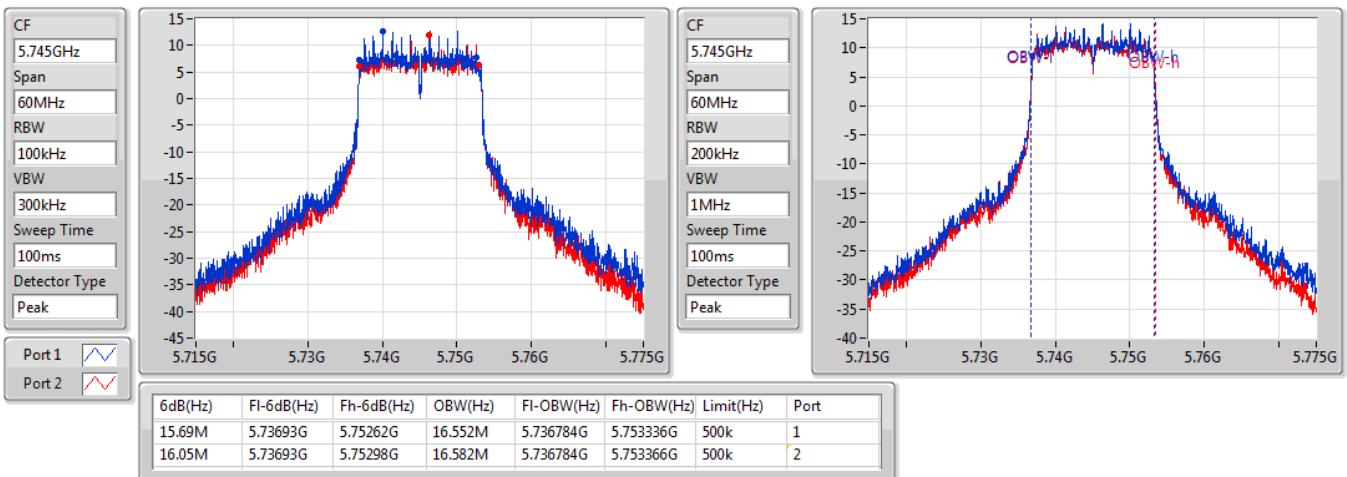 CF
5.745GHz
Span
60MHz
RBW
100kHz
VBW
300kHz
Sweep Time
100ms
Detector Type
Peak
15
10
5
0
-5
-10
-15
-20
-25
-30
-35
-40
-45
5.715G 5.73G 5.74G 5.75G 5.76G 5.775G
CF
5.745GHz
Span
60MHz
RBW
200kHz
VBW
1MHz
Sweep Time
100ms
Detector Type
Peak
15
10
5
0
-5
-10
-15
-20
-25
-30
-35
-40
OBW-l OBW-h
OBW-h
5.715G 5.73G 5.74G 5.75G 5.76G 5.775G
Port 1
Port 2
6dB(Hz) Fl-6dB(Hz) Fh-6dB(Hz) OBW(Hz) Fl-OBW(Hz) Fh-OBW(Hz) Limit(Hz) Port
15.69M 5.73693G 5.75262G 16.552M 5.736784G 5.753336G 500k 1
16.05M 5.73693G 5.75298G 16.582M 5.736784G 5.753366G 500k 2